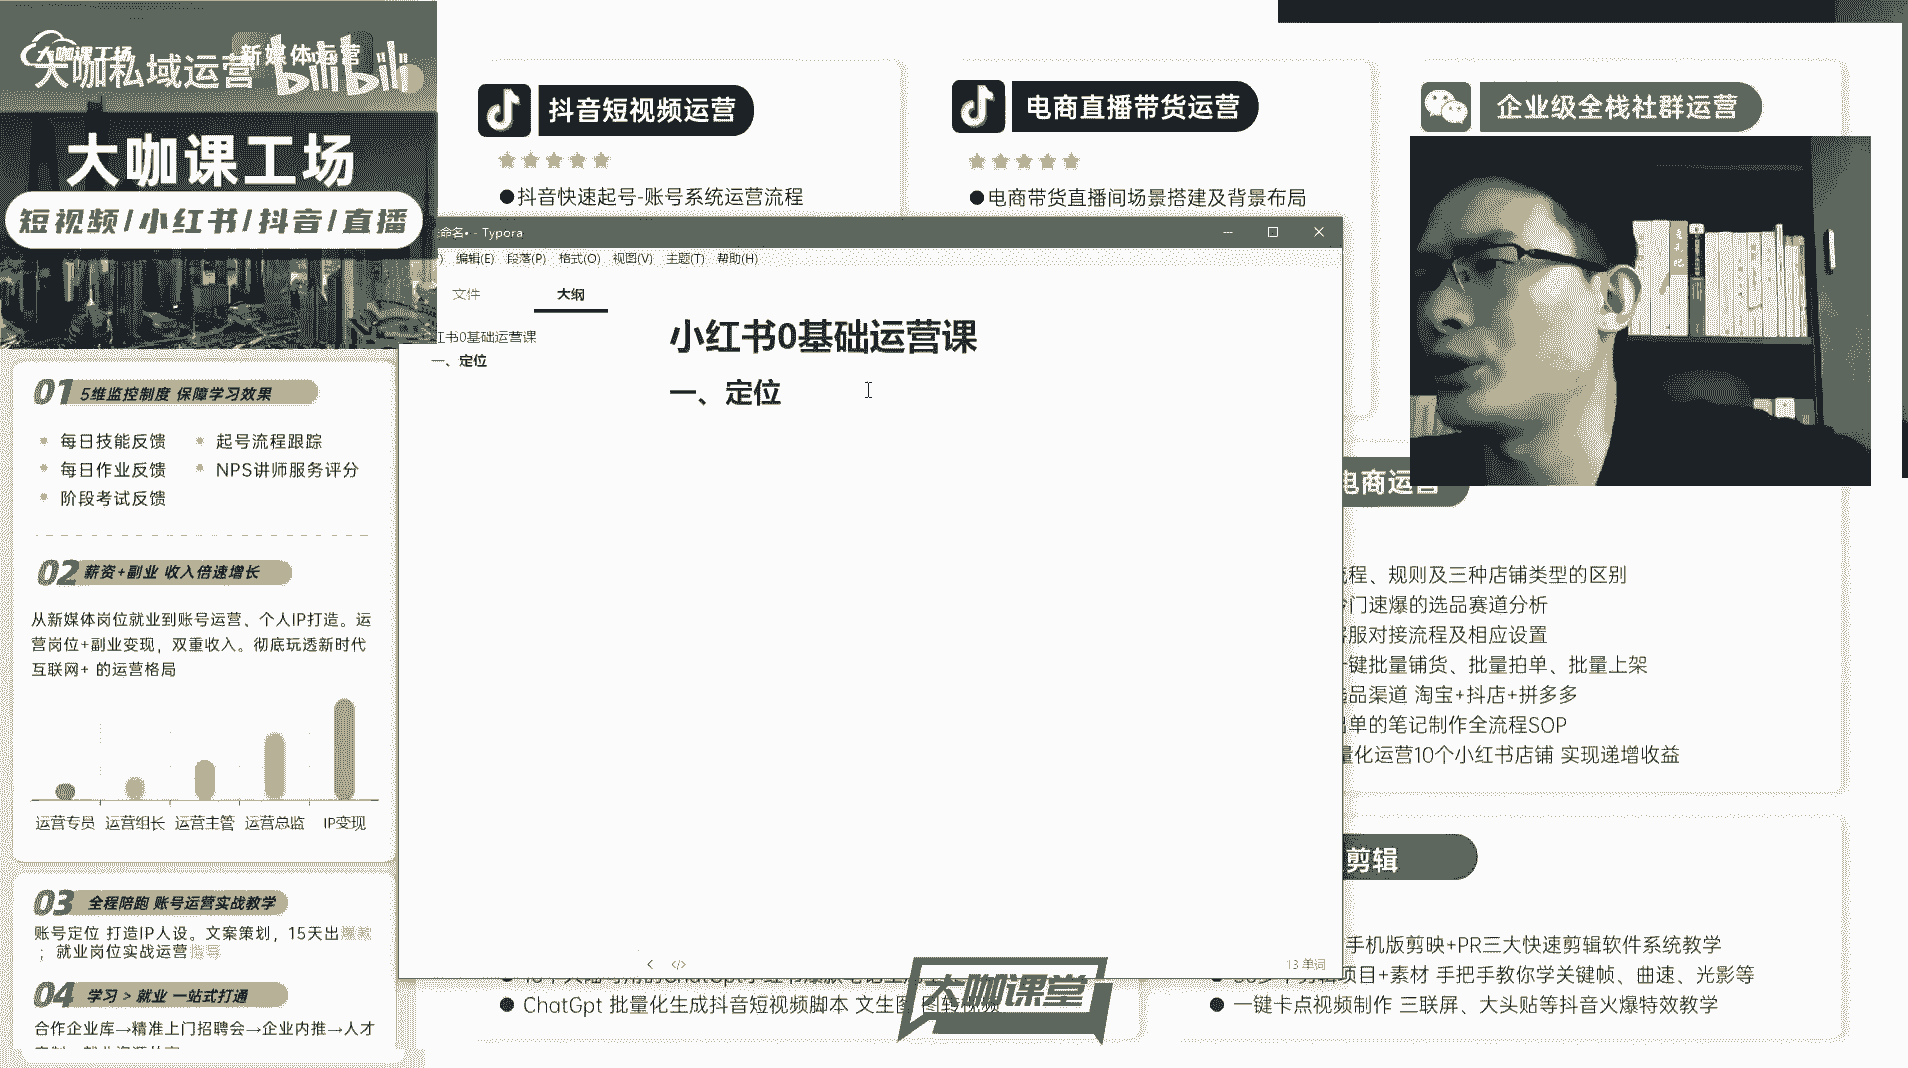 大咖课工场
新媒体运营
大咖私域运营
bilibili
大咖课工场
短视频/小红书/抖音/直播
01 5维监控制度 保障学习效果
每日技能反馈
起号流程跟踪
每日作业反馈
NPS讲师服务评分
阶段考试反馈
02 薪资+副业 收入倍速增长
从新媒体岗位就业到账号运营、个人IP打造。运
营岗位+副业变现，双重收入。彻底玩透新时代
互联网+ 的运营格局
运营专员 运营组长 运营主管 运营总监 IP变现
03 全程陪跑 账号运营实战教学
账号定位 打造IP人设。文案策划，15天出爆款
；就业岗位实战运营指导
04 学习 > 就业 一站式打通
合作企业库→精准上门招聘会→企业内推→人才
抖音短视频运营
●抖音快速起号-账号系统运营流程
电商直播带货运营
●电商带货直播间场景搭建及背景布局
企业级全栈社群运营
命名• - Typora
) 编辑(E) 段落(P) 格式(O) 视图(V) 主题(T) 帮助(H)
文件 大纲
红书0基础运营课
一、定位
小红书0基础运营课
一、定位
13 单词
电商运营
流程、规则及三种店铺类型的区别
冷门速爆的选品赛道分析
客服对接流程及相应设置
一键批量铺货、批量拍单、批量上架
选品渠道 淘宝+抖店+拼多多
出单的笔记制作全流程SOP
量化运营10个小红书店铺 实现递增收益
剪辑
手机版剪映+PR三大快速剪辑软件系统教学
项目+素材 手把手教你学关键帧、曲速、光影等
● 一键卡点视频制作 三联屏、大头贴等抖音火爆特效教学
● ChatGpt 批量化生成抖音短视频脚本 文生图 图转视频
大咖课堂